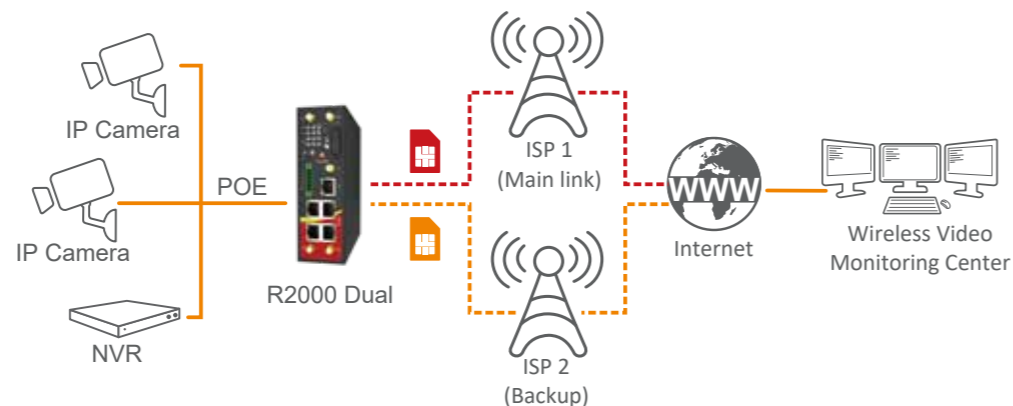 IP Camera
IP Camera
NVR
POE
R2000 Dual
ISP 1
(Main link)
ISP 2
(Backup)
WWW
Internet
Wireless Video
Monitoring Center